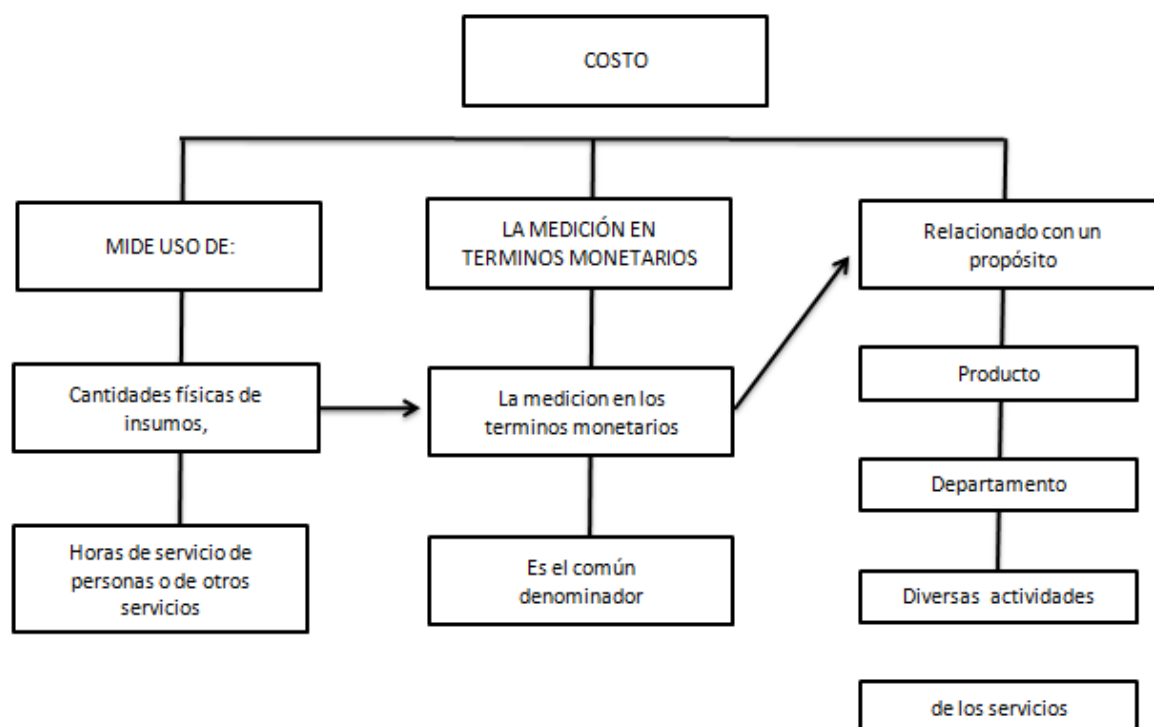 COSTO
MIDE USO DE:
LA MEDICIÓN EN
TERMINOS MONETARIOS
Relacionado con un
propósito
Cantidades físicas de
insumos,
La medicion en los
terminos monetarios
Producto
Departamento
Horas de servicio de
personas o de otros
servicios
Es el común
denominador
Diversas actividades
de los servicios